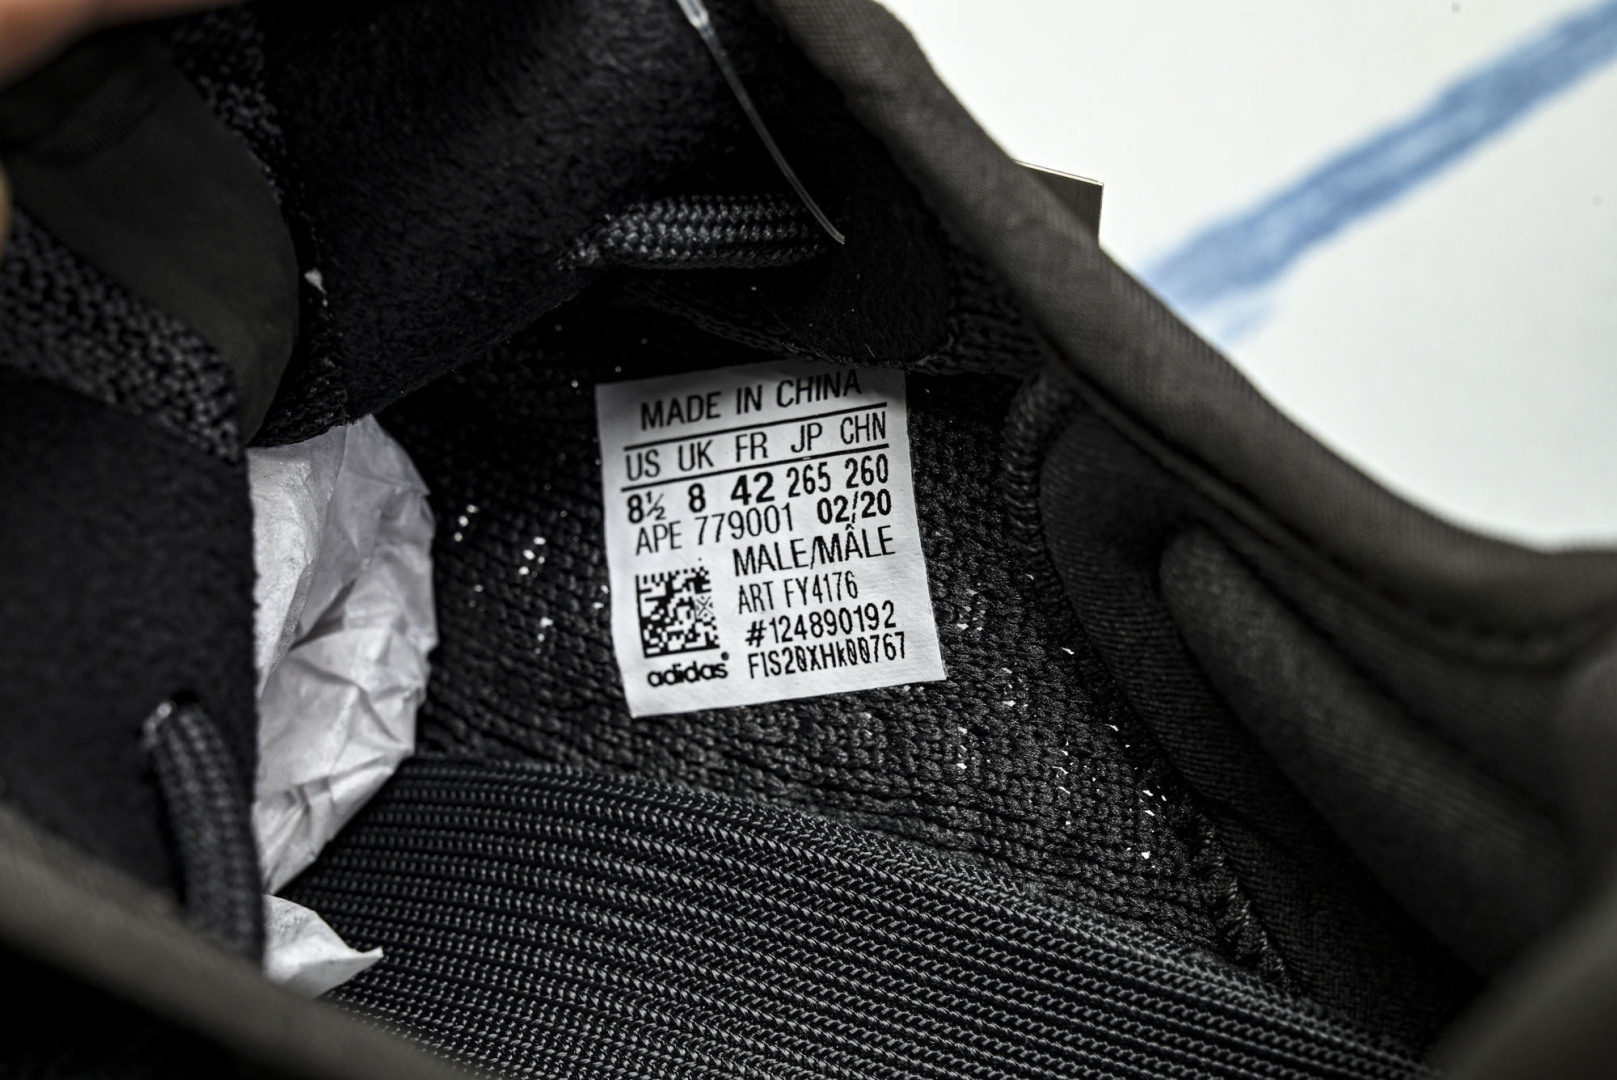 MADE IN CHINA
US UK FR JP CHN
8½ 8 42 265 260
APE 779001 02/20
MALE/MÂLE
ART FY4176
#124890192
adidas® FIS20XHk00767